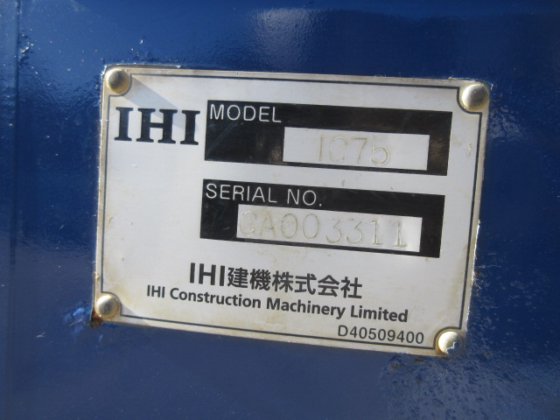 IHI
MODEL
IC75
SERIAL NO.
CA003311
IHI建機株式会社
IHI Construction Machinery Limited
D40509400